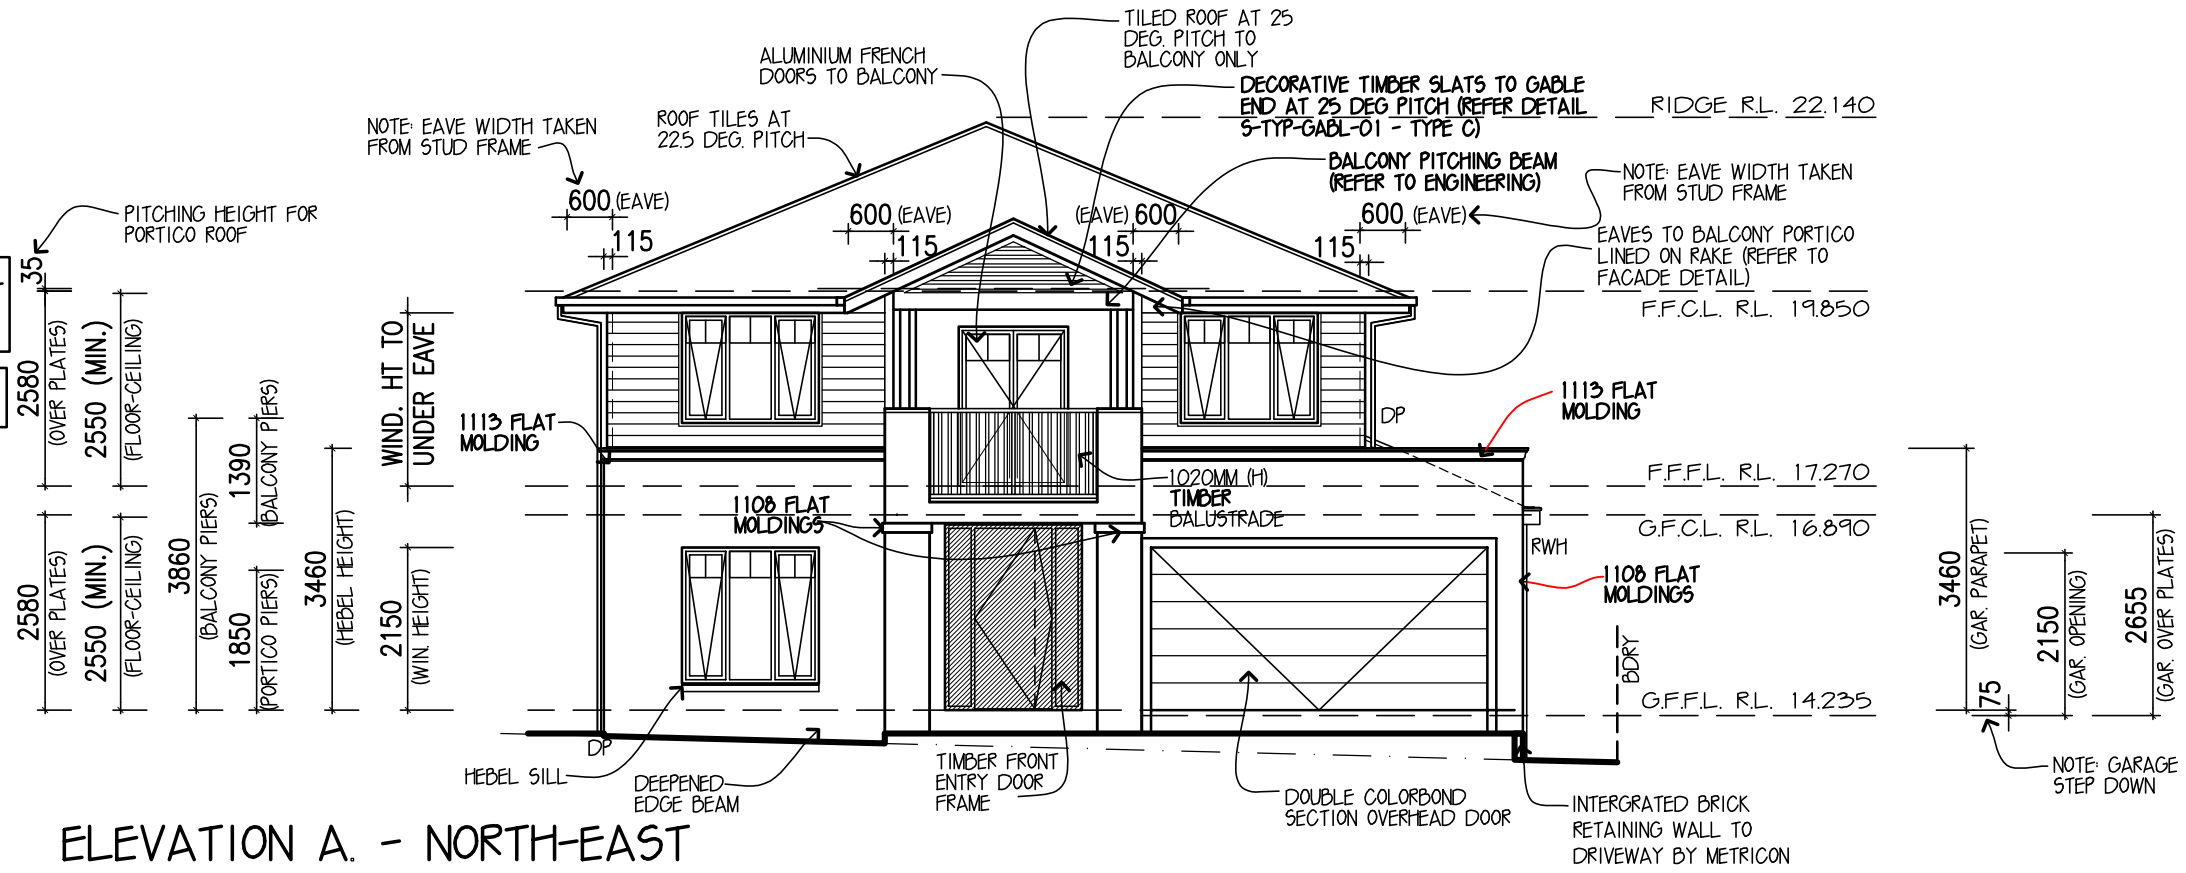 TILED ROOF AT 25
DEG. PITCH TO
BALCONY ONLY
ALUMINIUM FRENCH
DOORS TO BALCONY
DECORATIVE TIMBER SLATS TO GABLE
END AT 25 DEG PITCH (REFER DETAIL
S-TYP-GABL-01 - TYPE C)
RIDGE R.L. 22.140
NOTE: EAVE WIDTH TAKEN
FROM STUD FRAME
ROOF TILES AT
22.5 DEG. PITCH
BALCONY PITCHING BEAM
(REFER TO ENGINEERING)
NOTE: EAVE WIDTH TAKEN
FROM STUD FRAME
600 (EAVE)
600 (EAVE)
(EAVE) 600
600 (EAVE)
PITCHING HEIGHT FOR
PORTICO ROOF
115
115
115
115
EAVES TO BALCONY PORTICO
LINED ON RAKE (REFER TO
FACADE DETAIL)
35
F.F.C.L. R.L. 19.850
2580
(OVER PLATES)
2550 (MIN.)
(FLOOR-CEILING)
1390
(BALCONY PIERS)
WIND. HT TO
UNDER EAVE
1113 FLAT
MOLDING
1113 FLAT
MOLDING
DP
F.F.F.L. R.L. 17.270
1020MM (H)
TIMBER
BALUSTRADE
1108 FLAT
MOLDINGS
G.F.C.L. R.L. 16.890
RWH
1108 FLAT
MOLDINGS
2580
(OVER PLATES)
2550 (MIN.)
(FLOOR-CEILING)
3860
(BALCONY PIERS)
1850
(PORTICO PIERS)
3460
(HEBEL HEIGHT)
2150
(WIN. HEIGHT)
3460
(GAR. PARAPET)
2150
(GAR. OPENING)
2655
(GAR. OVER PLATES)
BDRY
G.F.F.L. R.L. 14.235
75
DP
HEBEL SILL
DEEPENED
EDGE BEAM
TIMBER FRONT
ENTRY DOOR
FRAME
DOUBLE COLORBOND
SECTION OVERHEAD DOOR
INTERGRATED BRICK
RETAINING WALL TO
DRIVEWAY BY METRICON
NOTE: GARAGE
STEP DOWN
ELEVATION A. - NORTH-EAST